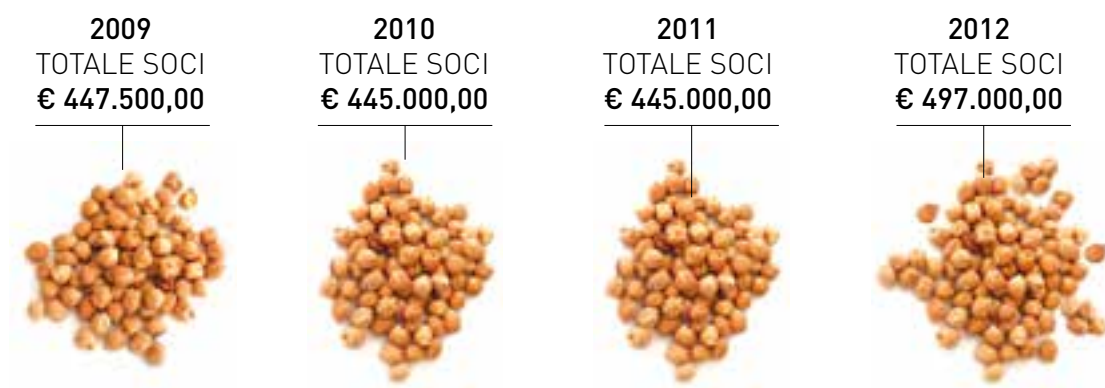 2009
TOTALE SOCI
€ 447.500,00
2010
TOTALE SOCI
€ 445.000,00
2011
TOTALE SOCI
€ 445.000,00
2012
TOTALE SOCI
€ 497.000,00